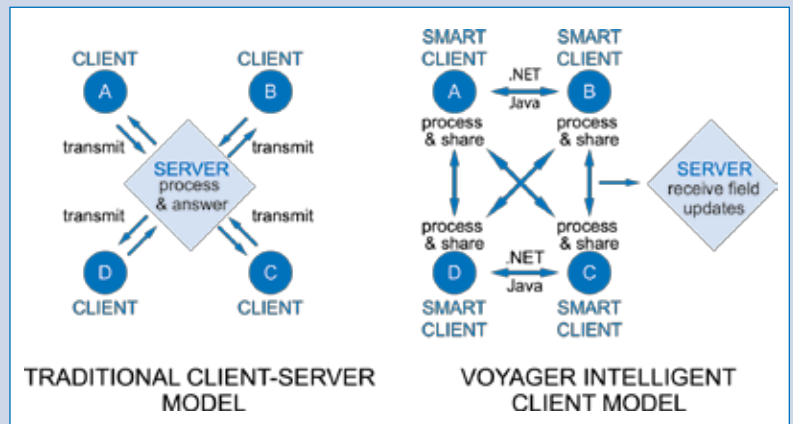 CLIENT
CLIENT
A
B
transmit
transmit
SERVER
process
& answer
transmit
transmit
D
C
CLIENT
CLIENT
TRADITIONAL CLIENT-SERVER
MODEL
SMART
CLIENT
SMART
CLIENT
A
.NET
Java
B
process
& share
process
& share
SERVER
receive field
updates
process
& share
process
& share
D
.NET
Java
C
SMART
CLIENT
SMART
CLIENT
VOYAGER INTELLIGENT
CLIENT MODEL